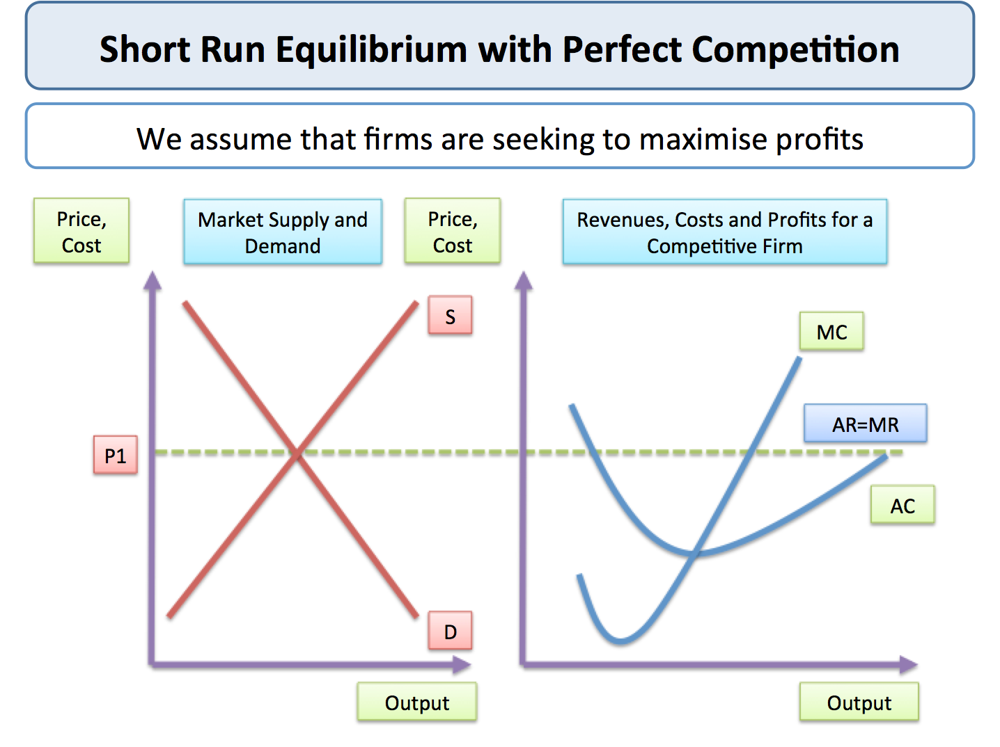 Short Run Equilibrium with Perfect Competition
We assume that firms are seeking to maximise profits
Price,
Cost
Market Supply and
Demand
Price,
Cost
Revenues, Costs and Profits for a
Competitive Firm
S
MC
AR=MR
P1
AC
D
Output
Output